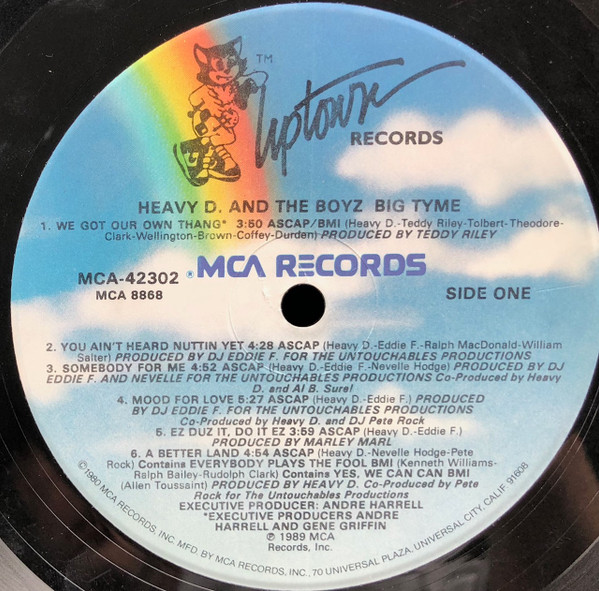 TM
Uptown
RECORDS
HEAVY D. AND THE BOYZ BIG TYME
1. WE GOT OUR OWN THANG* 3:50 ASCAP/BMI (Heavy D.-Teddy Riley-Tolbert-Theodore-
Clark-Wellington-Brown-Coffey-Durden) PRODUCED BY TEDDY RILEY
MCA-42302
MCA 8868
® MCA RECORDS
SIDE ONE
2. YOU AIN'T HEARD NUTTIN YET 4:28 ASCAP (Heavy D.-Eddie F.-Ralph MacDonald-William
Salter) PRODUCED BY DJ EDDIE F. FOR THE UNTOUCHABLES PRODUCTIONS
3. SOMEBODY FOR ME 4:52 ASCAP (Heavy D.-Eddie F.-Nevelle Hodge) PRODUCED BY DJ
EDDIE F. AND NEVELLE FOR THE UNTOUCHABLES PRODUCTIONS Co-Produced by Heavy
D. and Al B. Sure!
4. MOOD FOR LOVE 5:27 ASCAP (Heavy D.-Eddie F.) PRODUCED
BY DJ EDDIE F. FOR THE UNTOUCHABLES PRODUCTIONS
Co-Produced by Heavy D. and DJ Pete Rock
5. EZ DUZ IT, DO IT EZ 3:59 ASCAP (Heavy D.-Eddie F.)
PRODUCED BY MARLEY MARL
6. A BETTER LAND 4:54 ASCAP (Heavy D.-Nevelle Hodge-Pete
Rock) Contains EVERYBODY PLAYS THE FOOL BMI (Kenneth Williams-
Ralph Bailey-Rudolph Clark) Contains YES, WE CAN CAN BMI
(Allen Toussaint) PRODUCED BY HEAVY D. Co-Produced by Pete
Rock for The Untouchables Productions
EXECUTIVE PRODUCER: ANDRE HARRELL
*EXECUTIVE PRODUCERS ANDRE
HARRELL AND GENE GRIFFIN
℗ 1989 MCA
Records, Inc.
©1980 MCA RECORDS, INC. MFD. BY MCA RECORDS, INC., 70 UNIVERSAL PLAZA, UNIVERSAL CITY, CALIF. 91608